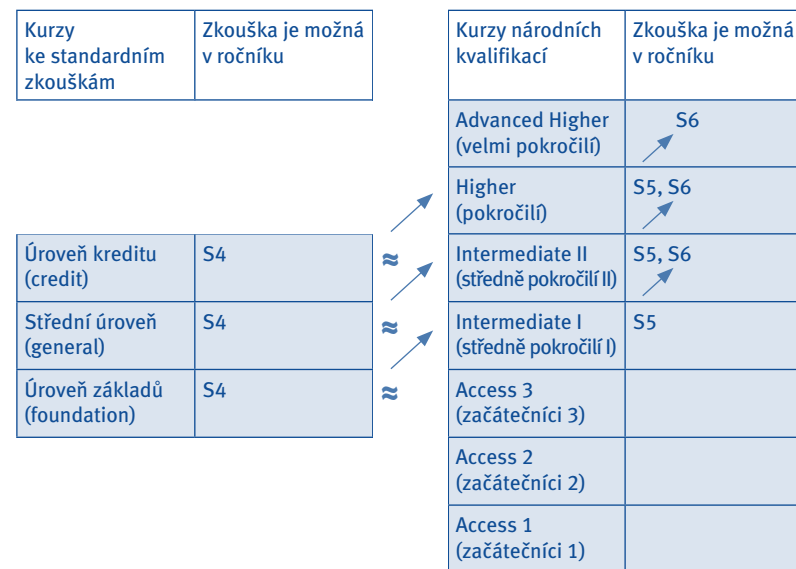 Kurzy
ke standardním
zkouškám
Zkouška je možná
v ročníku
Úroveň kreditu
(credit)
S4
≈
Střední úroveň
(general)
S4
≈
Úroveň základů
(foundation)
S4
≈
Kurzy národních
kvalifikací
Zkouška je možná
v ročníku
Advanced Higher
(velmi pokročilí)
S6
Higher
(pokročilí)
S5, S6
Intermediate II
(středně pokročilí II)
S5, S6
Intermediate I
(středně pokročilí I)
S5
Access 3
(začátečníci 3)
Access 2
(začátečníci 2)
Access 1
(začátečníci 1)